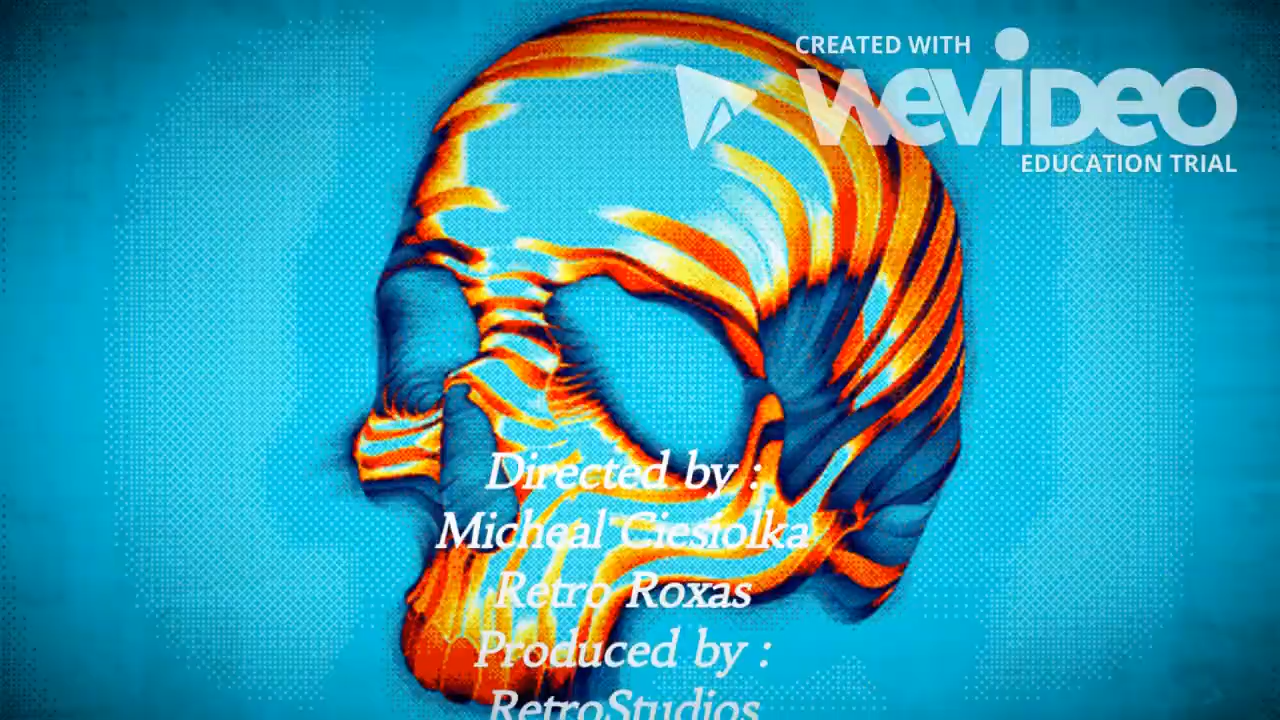 CREATED WITH
WEVIDEO
EDUCATION TRIAL
Directed by :
Micheal Ciesiolka
Retro Roxas
Produced by :
RetroStudios